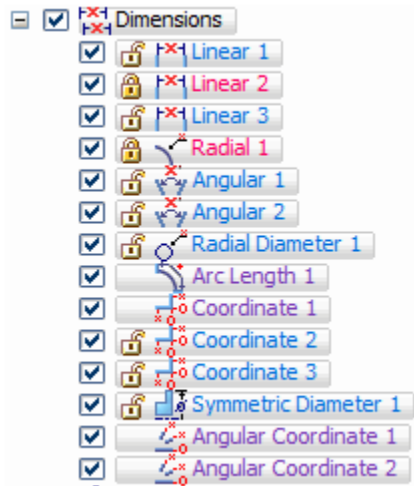 Dimensions
Linear 1
Linear 2
Linear 3
Radial 1
Angular 1
Angular 2
Radial Diameter 1
Arc Length 1
Coordinate 1
Coordinate 2
Coordinate 3
Symmetric Diameter 1
Angular Coordinate 1
Angular Coordinate 2